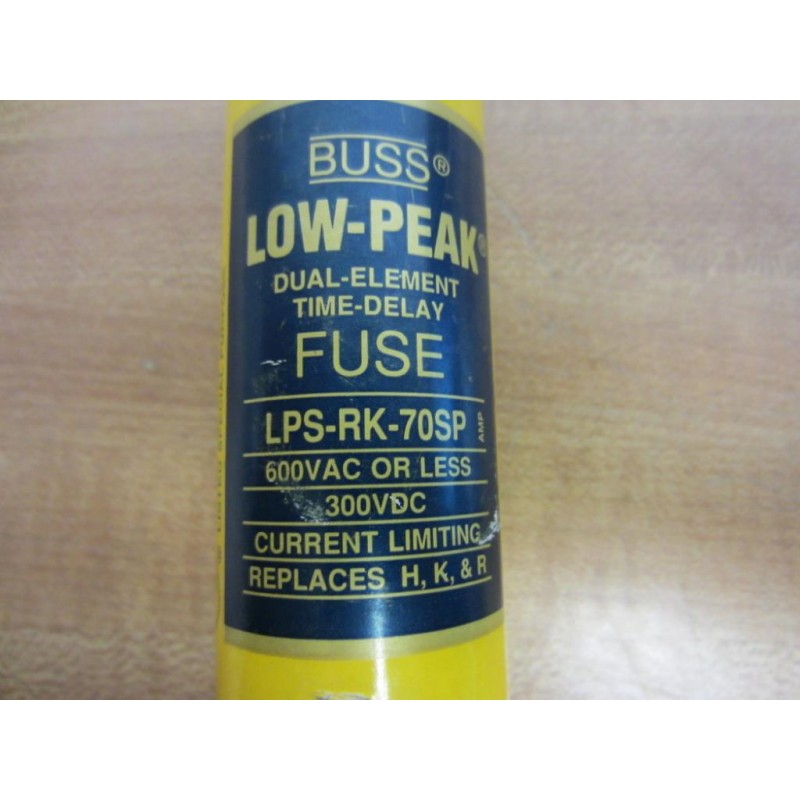 BUSS®
LOW-PEAK®
DUAL-ELEMENT
TIME-DELAY
FUSE
LPS-RK-70SP AMP
600VAC OR LESS
300VDC
CURRENT LIMITING
REPLACES H, K, & R